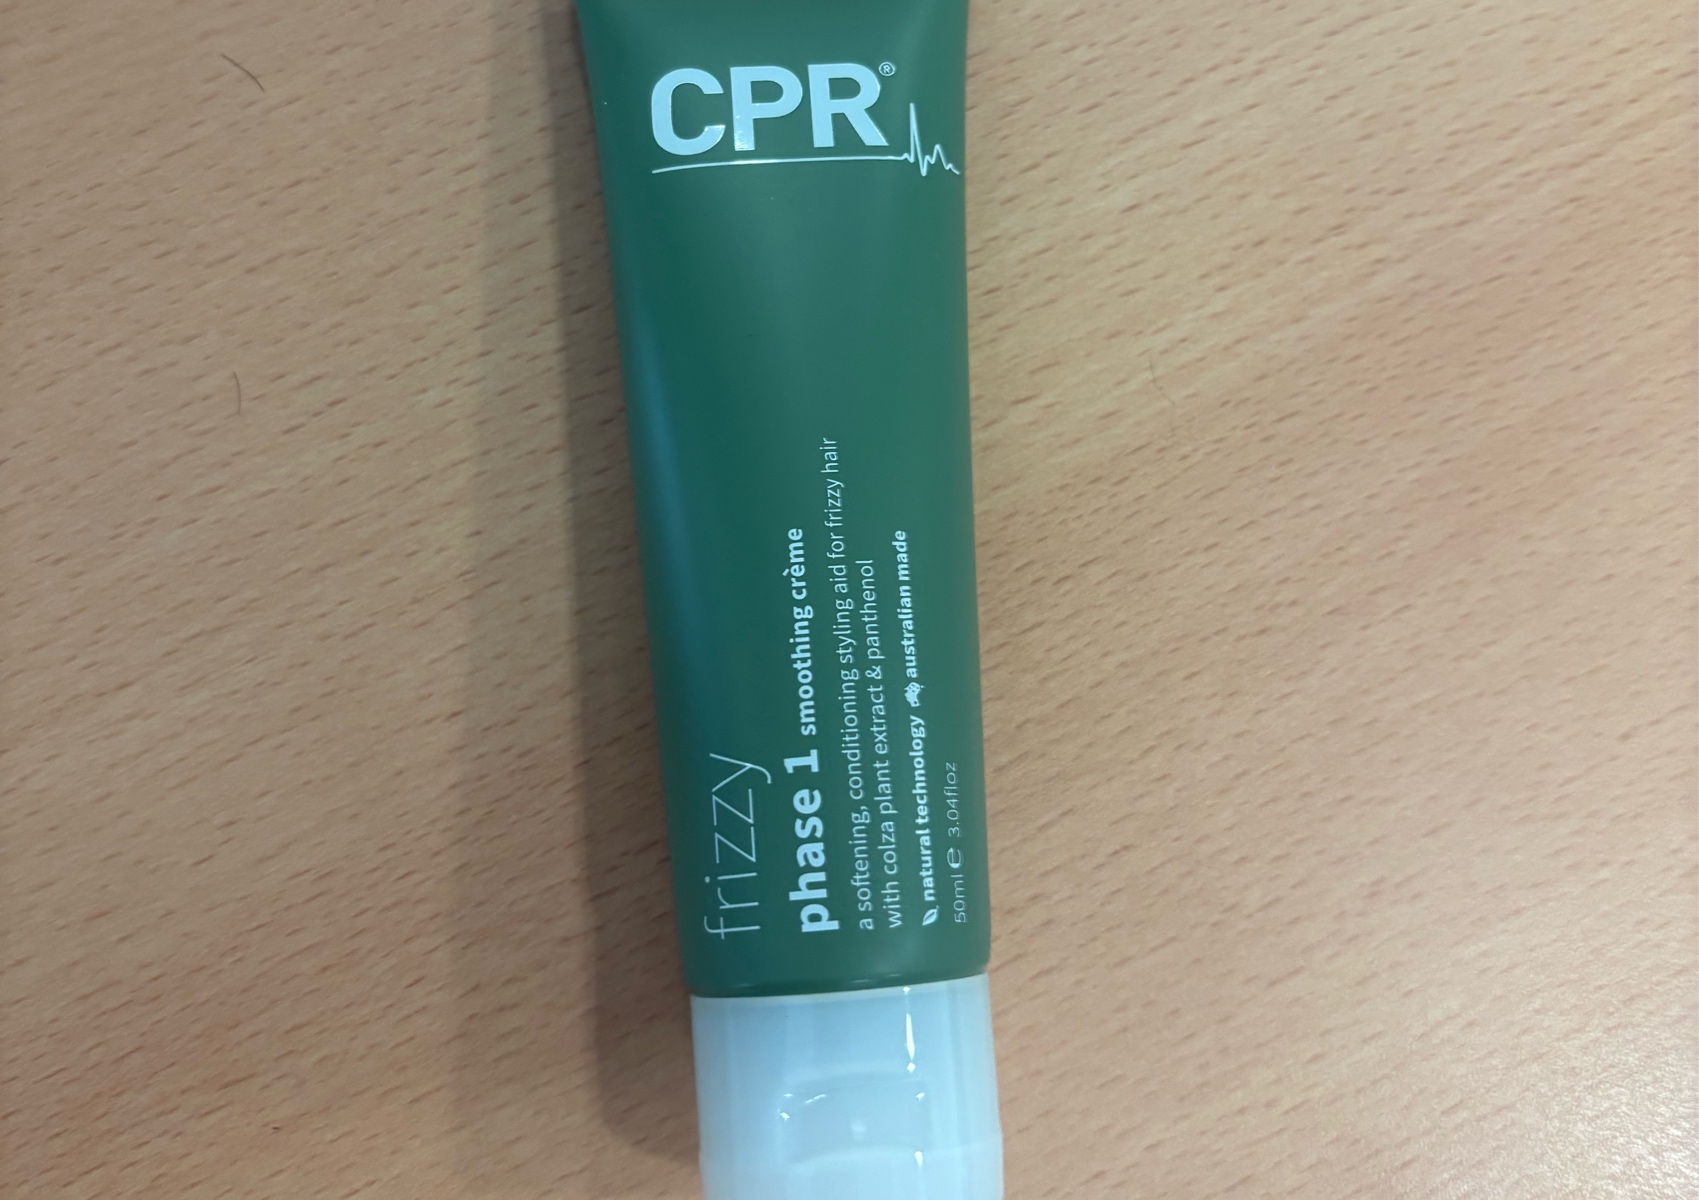 CPR®
frizzy
phase 1 smoothing crème
a softening, conditioning styling aid for frizzy hair
with colza plant extract & panthenol
natural technology australian made
50ml ℮ 3.04floz